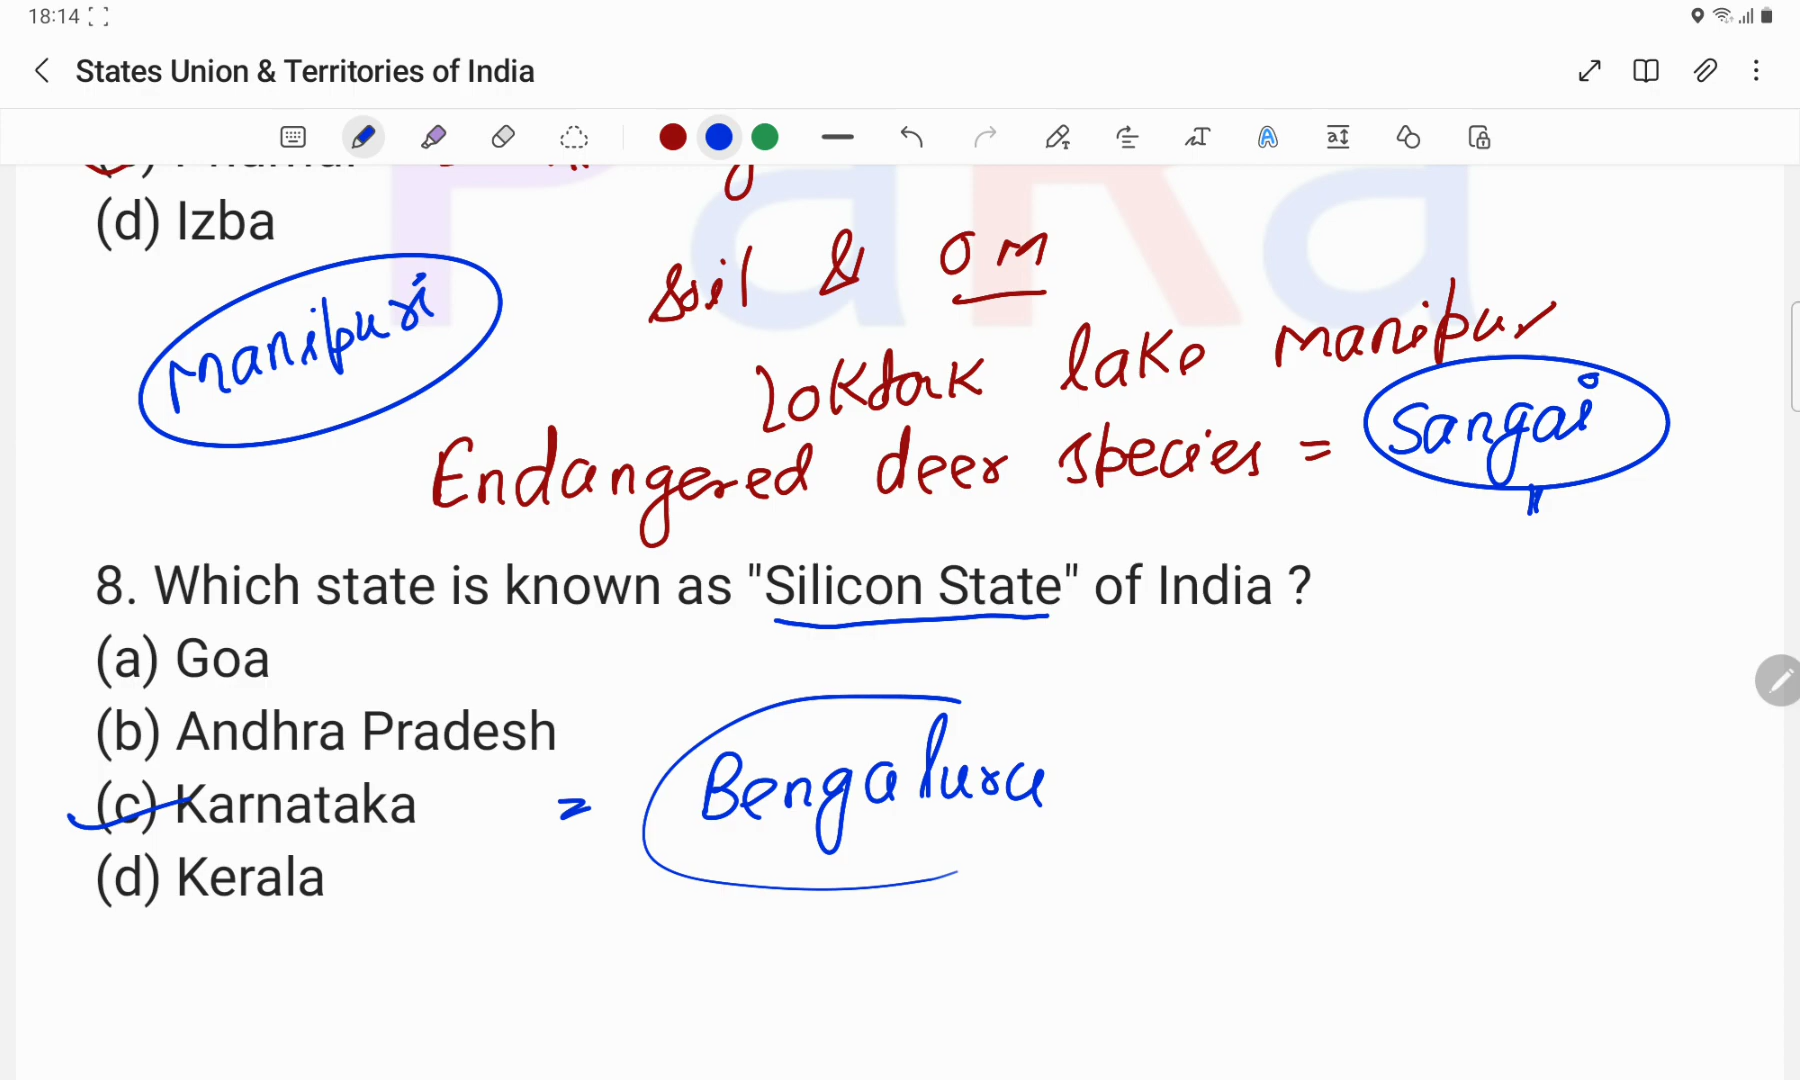 18:14
States Union & Territories of India
PaRa
(d) Izba
Manipuri
Soil & OM
Loktak lake Manipur
Endangered deer species = Sangai
8. Which state is known as "Silicon State" of India ?
(a) Goa
(b) Andhra Pradesh
(c) Karnataka = Bengaluru
(d) Kerala